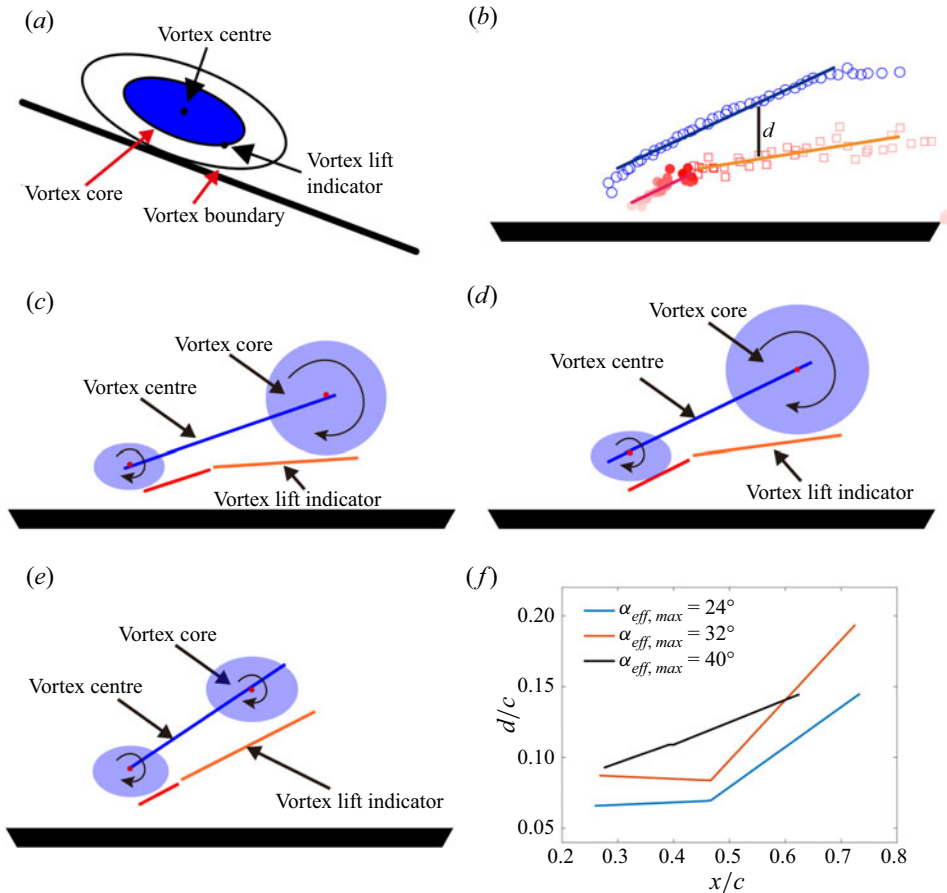 (a)
Vortex centre
Vortex core
Vortex boundary
Vortex lift
indicator
(b)
d
(c)
Vortex core
Vortex centre
Vortex lift indicator
(d)
Vortex core
Vortex centre
Vortex lift
indicator
(e)
Vortex core
Vortex centre
Vortex lift indicator
(f)
α_eff, max = 24°
α_eff, max = 32°
α_eff, max = 40°
0.20
0.15
0.10
0.05
d/c
0.2 0.3 0.4 0.5 0.6 0.7 0.8
x/c